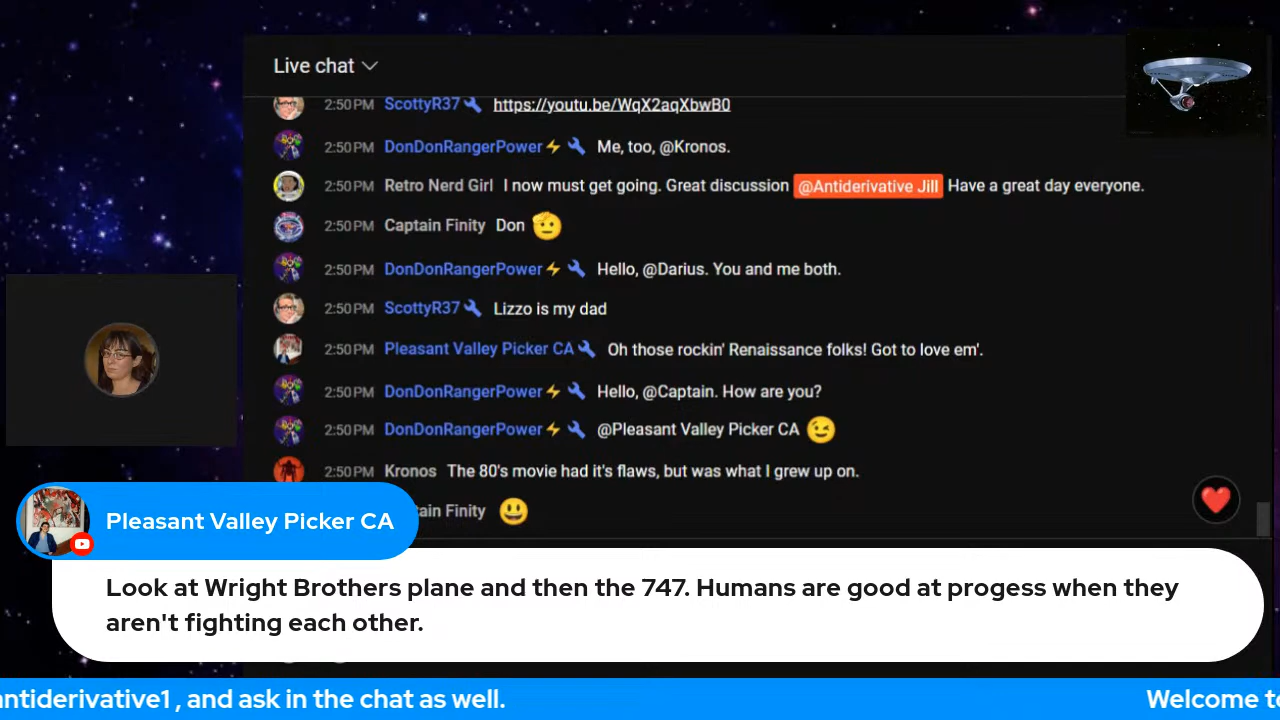 Live chat
2:50 PM ScottyR37 https://youtu.be/WqX2aqXbwB0
2:50 PM DonDonRangerPower⚡ Me, too, @Kronos.
2:50 PM Retro Nerd Girl I now must get going. Great discussion @Antiderivative Jill Have a great day everyone.
2:50 PM Captain Finity Don 🫡
2:50 PM DonDonRangerPower⚡ Hello, @Darius. You and me both.
2:50 PM ScottyR37 Lizzo is my dad
2:50 PM Pleasant Valley Picker CA Oh those rockin' Renaissance folks! Got to love em'.
2:50 PM DonDonRangerPower⚡ Hello, @Captain. How are you?
2:50 PM DonDonRangerPower⚡ @Pleasant Valley Picker CA 😉
2:50 PM Kronos The 80's movie had it's flaws, but was what I grew up on.
tain Finity 😃
Pleasant Valley Picker CA
Look at Wright Brothers plane and then the 747. Humans are good at progess when they
aren't fighting each other.
antiderivative1 , and ask in the chat as well. Welcome to